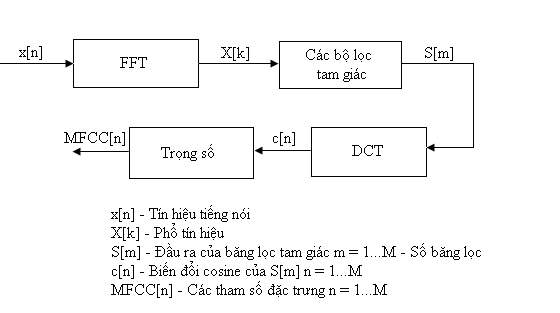 x[n]
FFT
X[k]
Các bộ lọc
tam giác
S[m]
MFCC[n]
Trọng số
c[n]
DCT
x[n] - Tín hiệu tiếng nói
X[k] - Phổ tín hiệu
S[m] - Đầu ra của băng lọc tam giác m = 1...M - Số băng lọc
c[n] - Biến đổi cosine của S[m] n = 1...M
MFCC[n] - Các tham số đặc trưng n = 1...M